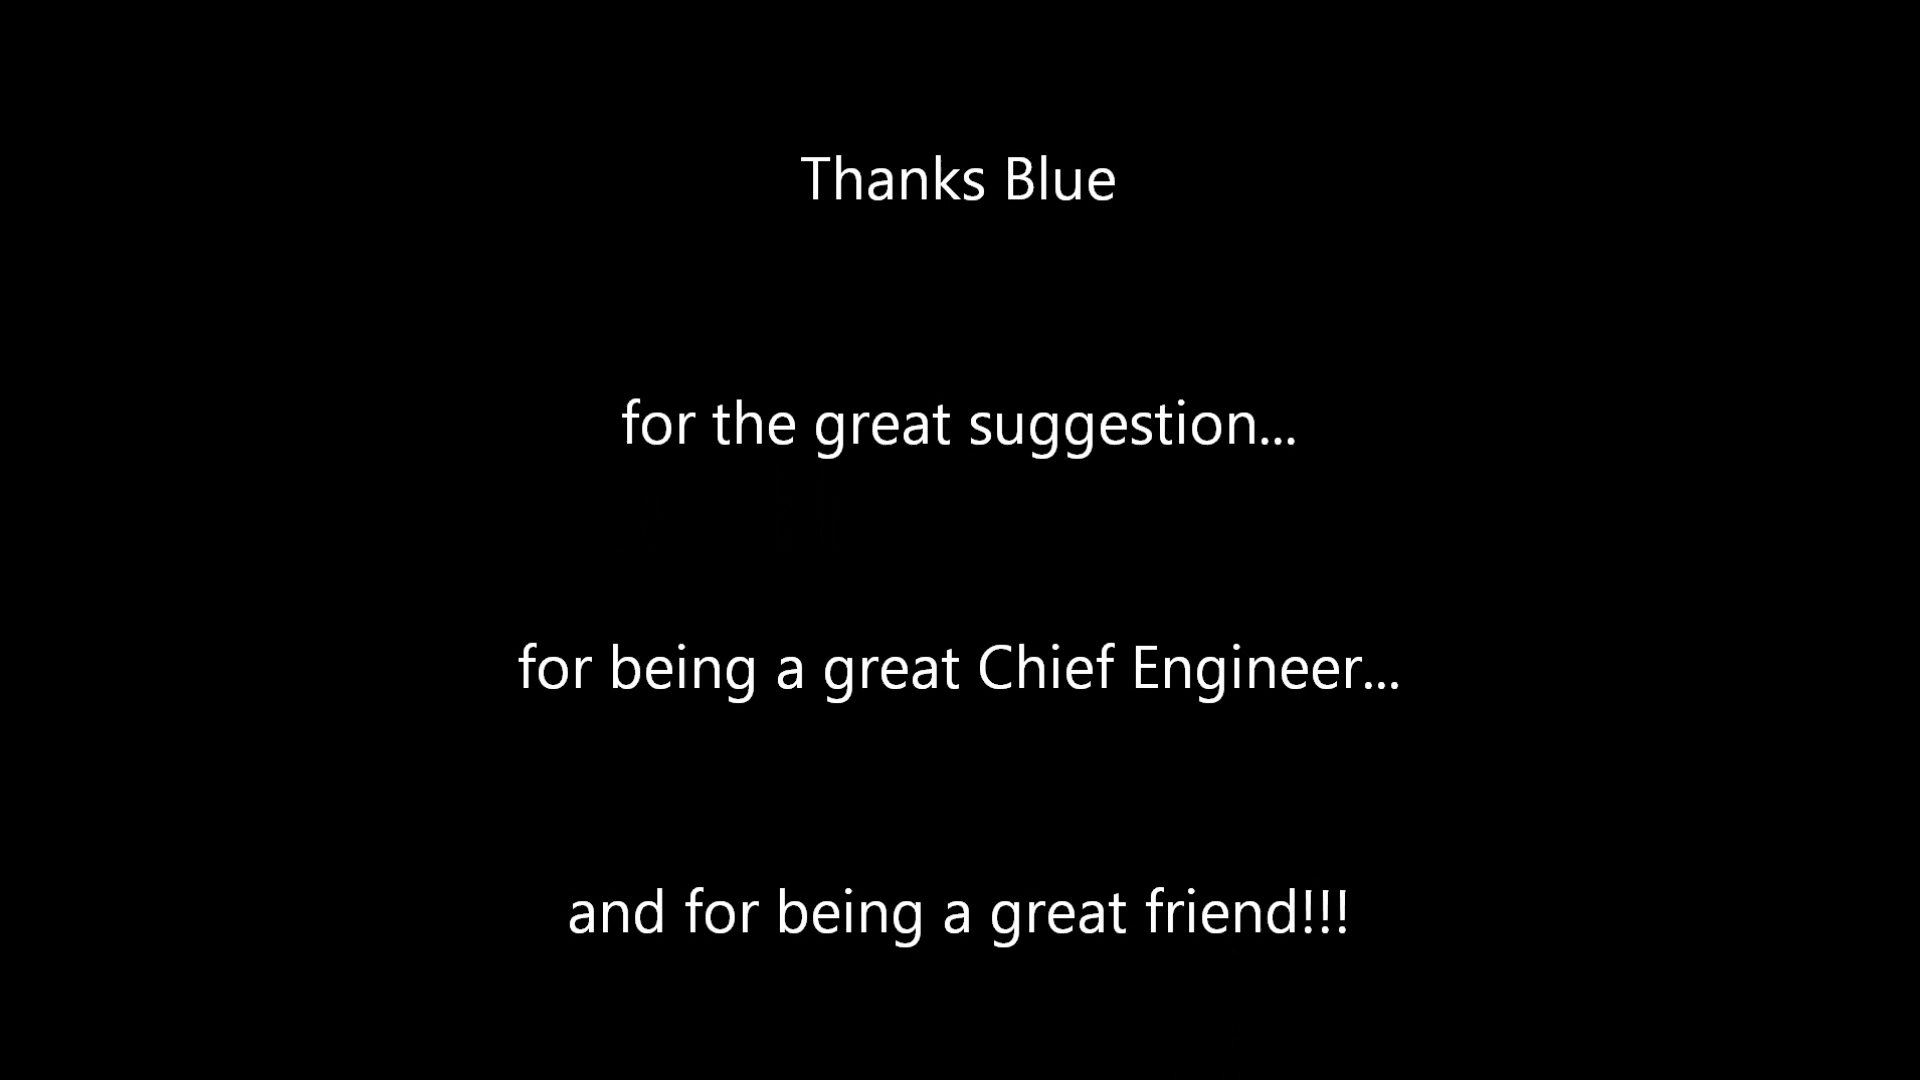 Thanks Blue
for the great suggestion...
for being a great Chief Engineer...
and for being a great friend!!!